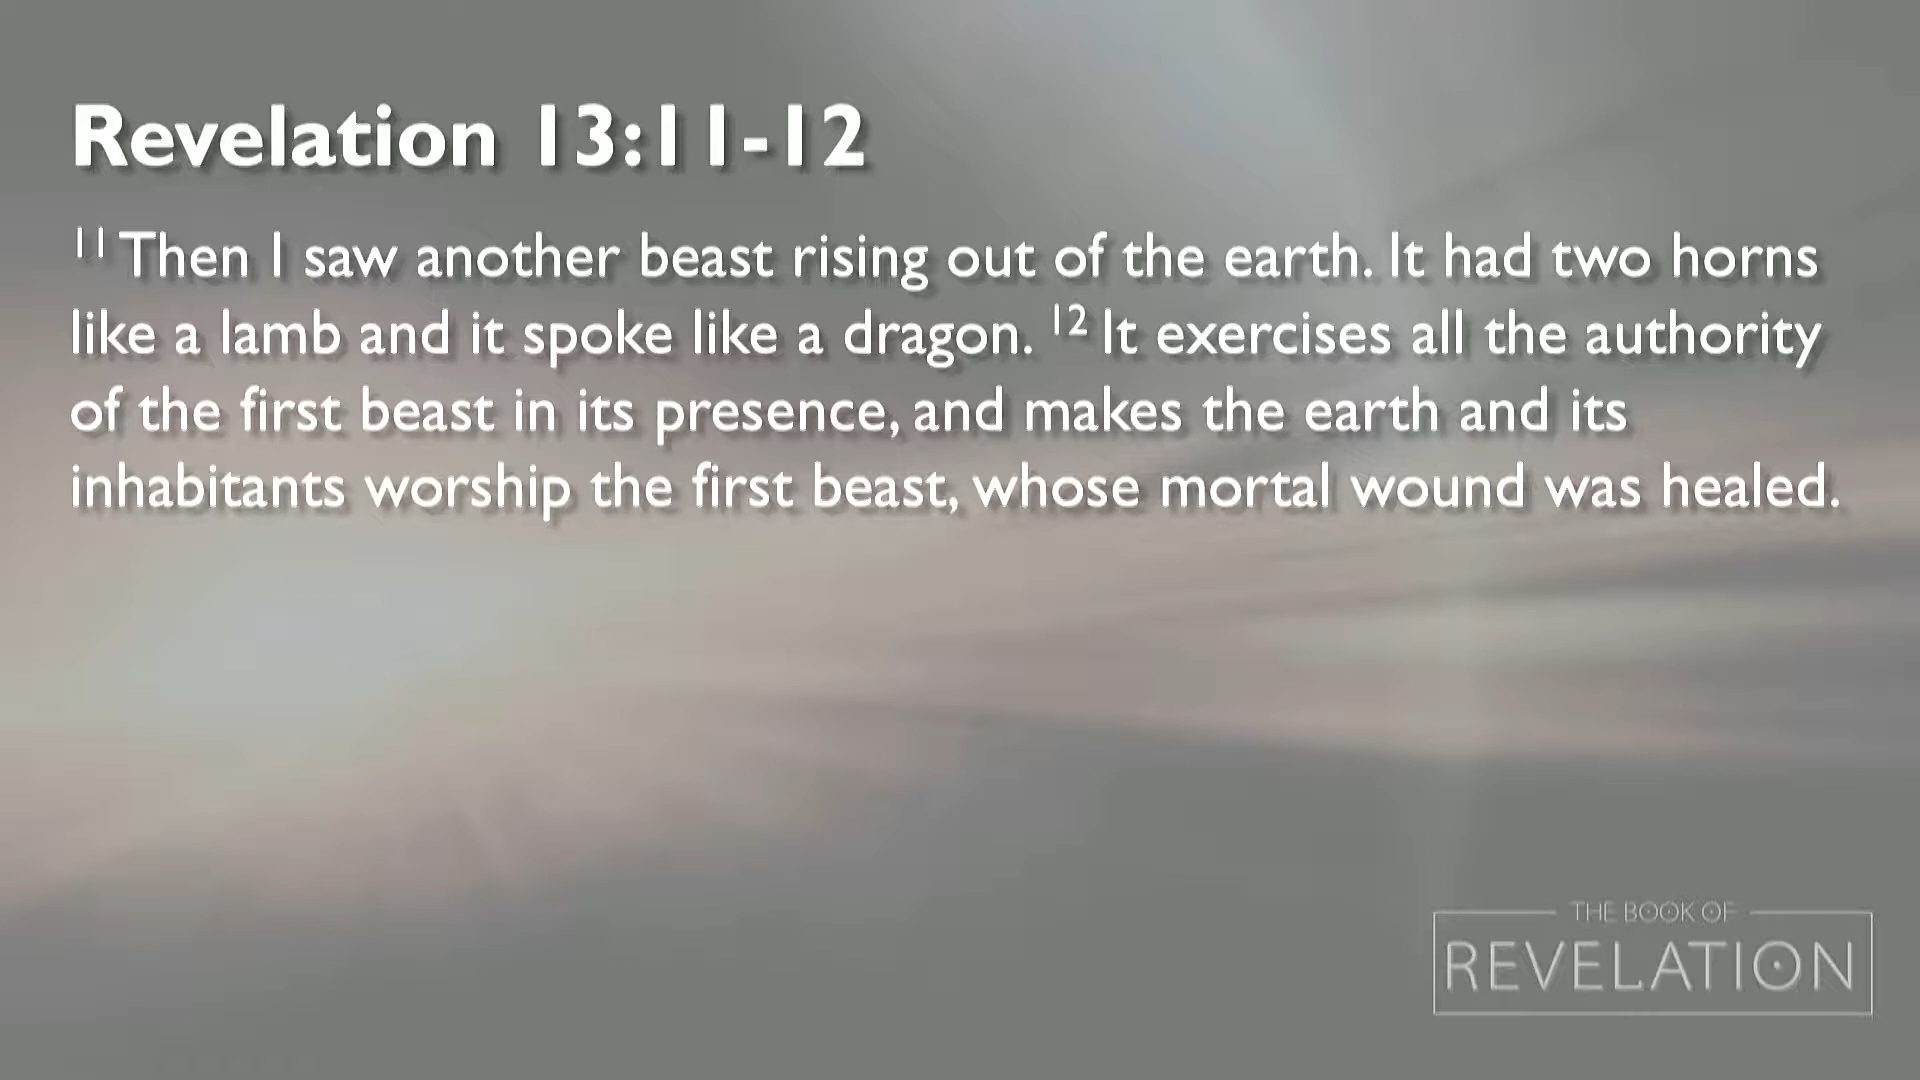 Revelation 13:11-12
¹¹ Then I saw another beast rising out of the earth. It had two horns
like a lamb and it spoke like a dragon. ¹² It exercises all the authority
of the first beast in its presence, and makes the earth and its
inhabitants worship the first beast, whose mortal wound was healed.
THE BOOK OF
REVELATION